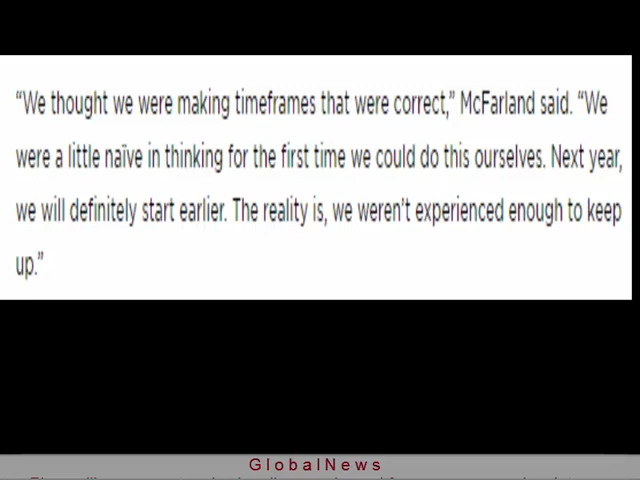 “We thought we were making timeframes that were correct,” McFarland said. “We
were a little naïve in thinking for the first time we could do this ourselves. Next year,
we will definitely start earlier. The reality is, we weren’t experienced enough to keep
up.”
GlobalNews